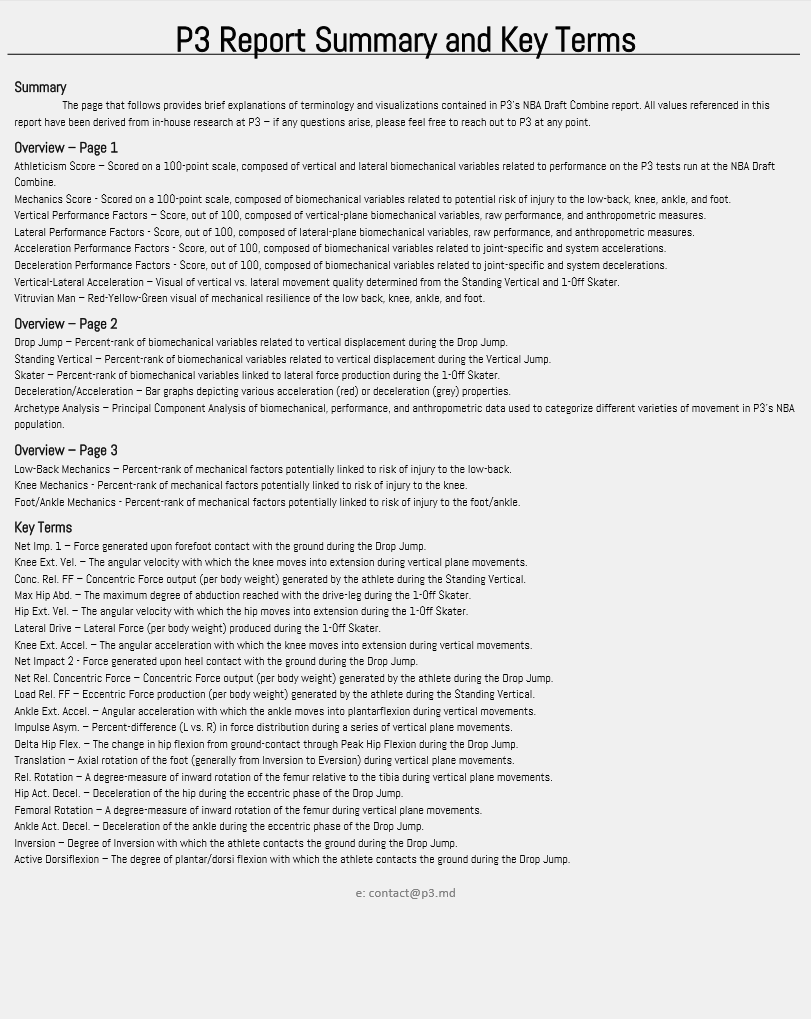 P3 Report Summary and Key Terms
Summary
The page that follows provides brief explanations of terminology and visualizations contained in P3's NBA Draft Combine report. All values referenced in this
report have been derived from in-house research at P3 – if any questions arise, please feel free to reach out to P3 at any point.
Overview – Page 1
Athleticism Score – Scored on a 100-point scale, composed of vertical and lateral biomechanical variables related to performance on the P3 tests run at the NBA Draft
Combine.
Mechanics Score - Scored on a 100-point scale, composed of biomechanical variables related to potential risk of injury to the low-back, knee, ankle, and foot.
Vertical Performance Factors – Score, out of 100, composed of vertical-plane biomechanical variables, raw performance, and anthropometric measures.
Lateral Performance Factors - Score, out of 100, composed of lateral-plane biomechanical variables, raw performance, and anthropometric measures.
Acceleration Performance Factors - Score, out of 100, composed of biomechanical variables related to joint-specific and system accelerations.
Deceleration Performance Factors - Score, out of 100, composed of biomechanical variables related to joint-specific and system decelerations.
Vertical-Lateral Acceleration – Visual of vertical vs. lateral movement quality determined from the Standing Vertical and 1-Off Skater.
Vitruvian Man – Red-Yellow-Green visual of mechanical resilience of the low back, knee, ankle, and foot.
Overview – Page 2
Drop Jump – Percent-rank of biomechanical variables related to vertical displacement during the Drop Jump.
Standing Vertical – Percent-rank of biomechanical variables related to vertical displacement during the Vertical Jump.
Skater – Percent-rank of biomechanical variables linked to lateral force production during the 1-Off Skater.
Deceleration/Acceleration – Bar graphs depicting various acceleration (red) or deceleration (grey) properties.
Archetype Analysis – Principal Component Analysis of biomechanical, performance, and anthropometric data used to categorize different varieties of movement in P3's NBA
population.
Overview – Page 3
Low-Back Mechanics – Percent-rank of mechanical factors potentially linked to risk of injury to the low-back.
Knee Mechanics - Percent-rank of mechanical factors potentially linked to risk of injury to the knee.
Foot/Ankle Mechanics - Percent-rank of mechanical factors potentially linked to risk of injury to the foot/ankle.
Key Terms
Net Imp. 1 – Force generated upon forefoot contact with the ground during the Drop Jump.
Knee Ext. Vel. – The angular velocity with which the knee moves into extension during vertical plane movements.
Conc. Rel. FF – Concentric Force output (per body weight) generated by the athlete during the Standing Vertical.
Max Hip Abd. – The maximum degree of abduction reached with the drive-leg during the 1-Off Skater.
Hip Ext. Vel. – The angular velocity with which the hip moves into extension during the 1-Off Skater.
Lateral Drive – Lateral Force (per body weight) produced during the 1-Off Skater.
Knee Ext. Accel. – The angular acceleration with which the knee moves into extension during vertical movements.
Net Impact 2 - Force generated upon heel contact with the ground during the Drop Jump.
Net Rel. Concentric Force – Concentric Force output (per body weight) generated by the athlete during the Drop Jump.
Load Rel. FF – Eccentric Force production (per body weight) generated by the athlete during the Standing Vertical.
Ankle Ext. Accel. – Angular acceleration with which the ankle moves into plantarflexion during vertical movements.
Impulse Asym. – Percent-difference (L vs. R) in force distribution during a series of vertical plane movements.
Delta Hip Flex. – The change in hip flexion from ground-contact through Peak Hip Flexion during the Drop Jump.
Translation – Axial rotation of the foot (generally from Inversion to Eversion) during vertical plane movements.
Rel. Rotation – A degree-measure of inward rotation of the femur relative to the tibia during vertical plane movements.
Hip Act. Decel. – Deceleration of the hip during the eccentric phase of the Drop Jump.
Femoral Rotation – A degree-measure of inward rotation of the femur during vertical plane movements.
Ankle Act. Decel. – Deceleration of the ankle during the eccentric phase of the Drop Jump.
Inversion – Degree of Inversion with which the athlete contacts the ground during the Drop Jump.
Active Dorsiflexion – The degree of plantar/dorsi flexion with which the athlete contacts the ground during the Drop Jump.
e: contact@p3.md